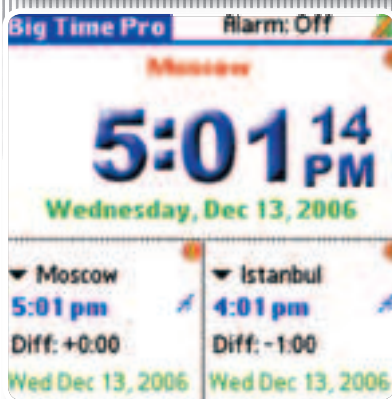 Big Time Pro Alarm: Off
Moscow
5:01 14 PM
Wednesday, Dec 13, 2006
Moscow Istanbul
5:01 pm 4:01 pm
Diff: +0:00 Diff: -1:00
Wed Dec 13, 2006 Wed Dec 13, 2006